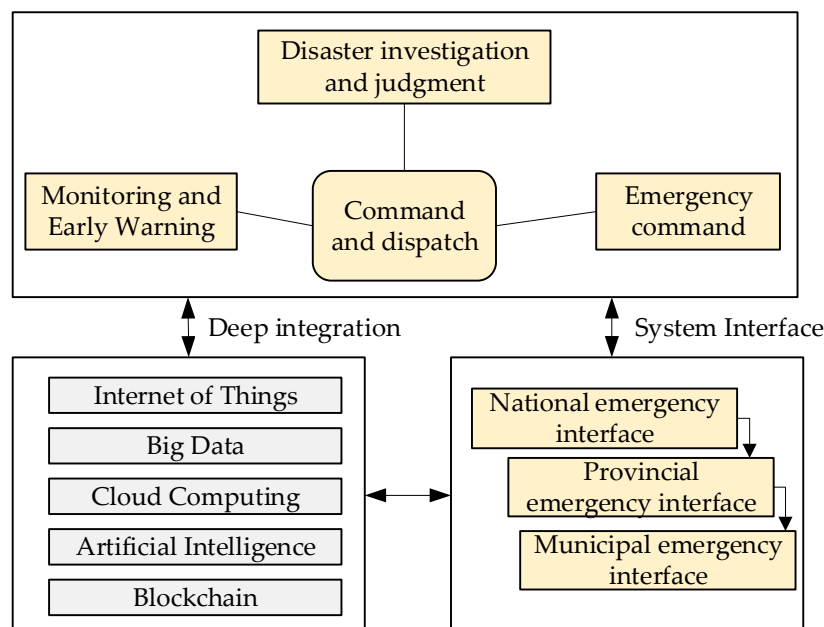 Disaster investigation
and judgment
Monitoring and
Early Warning
Command
and dispatch
Emergency
command
Deep integration
System Interface
Internet of Things
Big Data
Cloud Computing
Artificial Intelligence
Blockchain
National emergency
interface
Provincial
emergency interface
Municipal emergency
interface